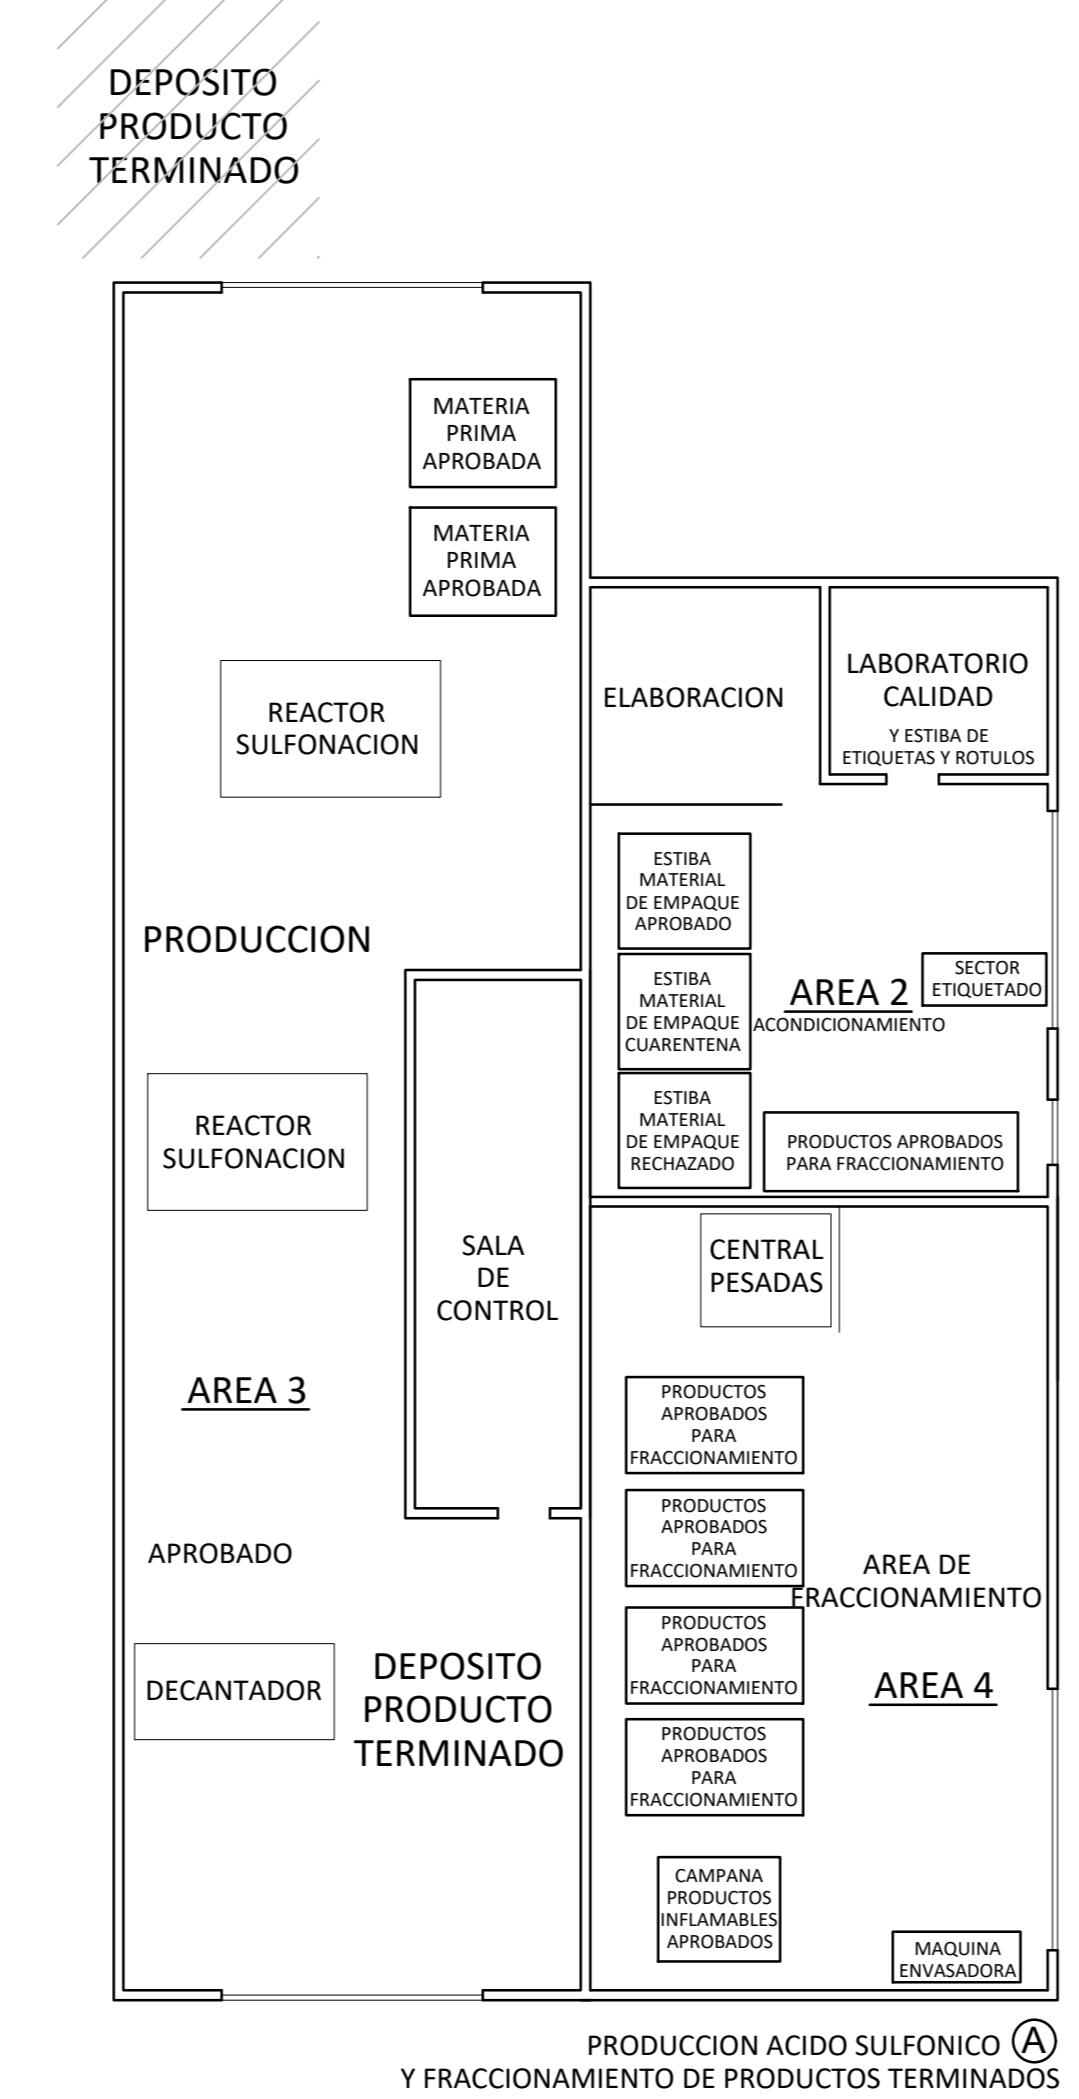 DEPOSITO
PRODUCTO
TERMINADO
MATERIA
PRIMA
APROBADA
MATERIA
PRIMA
APROBADA
REACTOR
SULFONACION
PRODUCCION
REACTOR
SULFONACION
SALA
DE
CONTROL
AREA 3
APROBADO
DECANTADOR
DEPOSITO
PRODUCTO
TERMINADO
ELABORACION
LABORATORIO
CALIDAD
Y ESTIBA DE
ETIQUETAS Y ROTULOS
ESTIBA
MATERIAL
DE EMPAQUE
APROBADO
ESTIBA
MATERIAL
DE EMPAQUE
CUARENTENA
ESTIBA
MATERIAL
DE EMPAQUE
RECHAZADO
AREA 2
ACONDICIONAMIENTO
SECTOR
ETIQUETADO
PRODUCTOS APROBADOS
PARA FRACCIONAMIENTO
CENTRAL
PESADAS
PRODUCTOS
APROBADOS
PARA
FRACCIONAMIENTO
PRODUCTOS
APROBADOS
PARA
FRACCIONAMIENTO
PRODUCTOS
APROBADOS
PARA
FRACCIONAMIENTO
PRODUCTOS
APROBADOS
PARA
FRACCIONAMIENTO
AREA DE
FRACCIONAMIENTO
AREA 4
CAMPANA
PRODUCTOS
INFLAMABLES
APROBADOS
MAQUINA
ENVASADORA
PRODUCCION ACIDO SULFONICO A
Y FRACCIONAMIENTO DE PRODUCTOS TERMINADOS